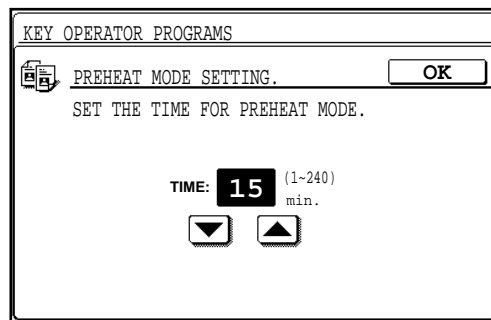 KEY OPERATOR PROGRAMS
PREHEAT MODE SETTING.
OK
SET THE TIME FOR PREHEAT MODE.
TIME: 15 (1~240)
min.